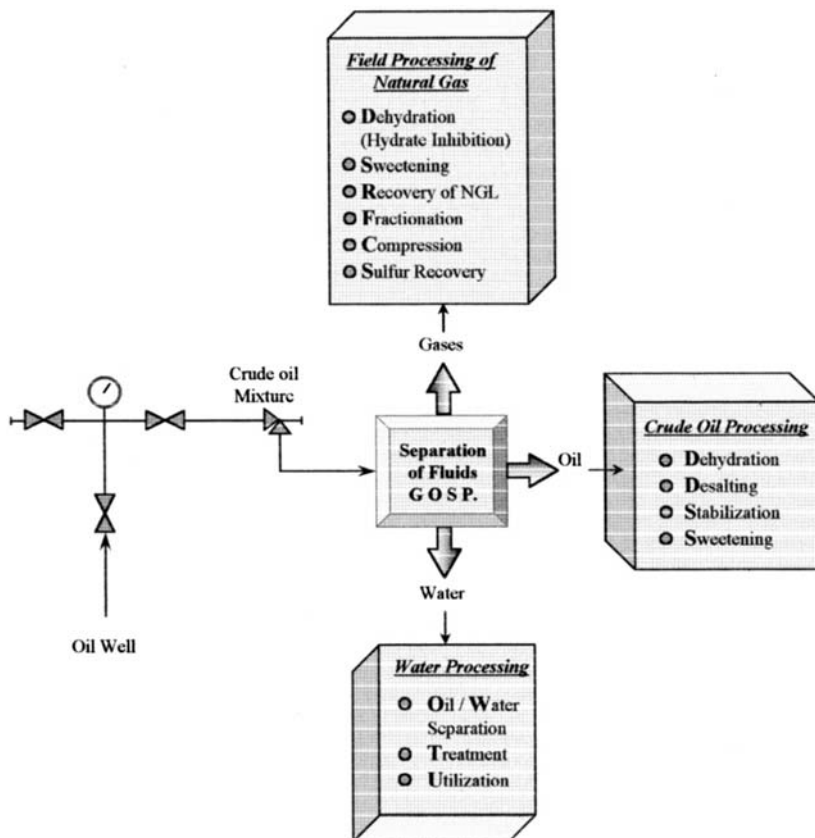 Field Processing of
Natural Gas
Dehydration
(Hydrate Inhibition)
Sweetening
Recovery of NGL
Fractionation
Compression
Sulfur Recovery
Gases
Crude oil
Mixture
Separation
of Fluids
G O S P.
Oil
Crude Oil Processing
Dehydration
Desalting
Stabilization
Sweetening
Water
Oil Well
Water Processing
Oil / Water
Separation
Treatment
Utilization